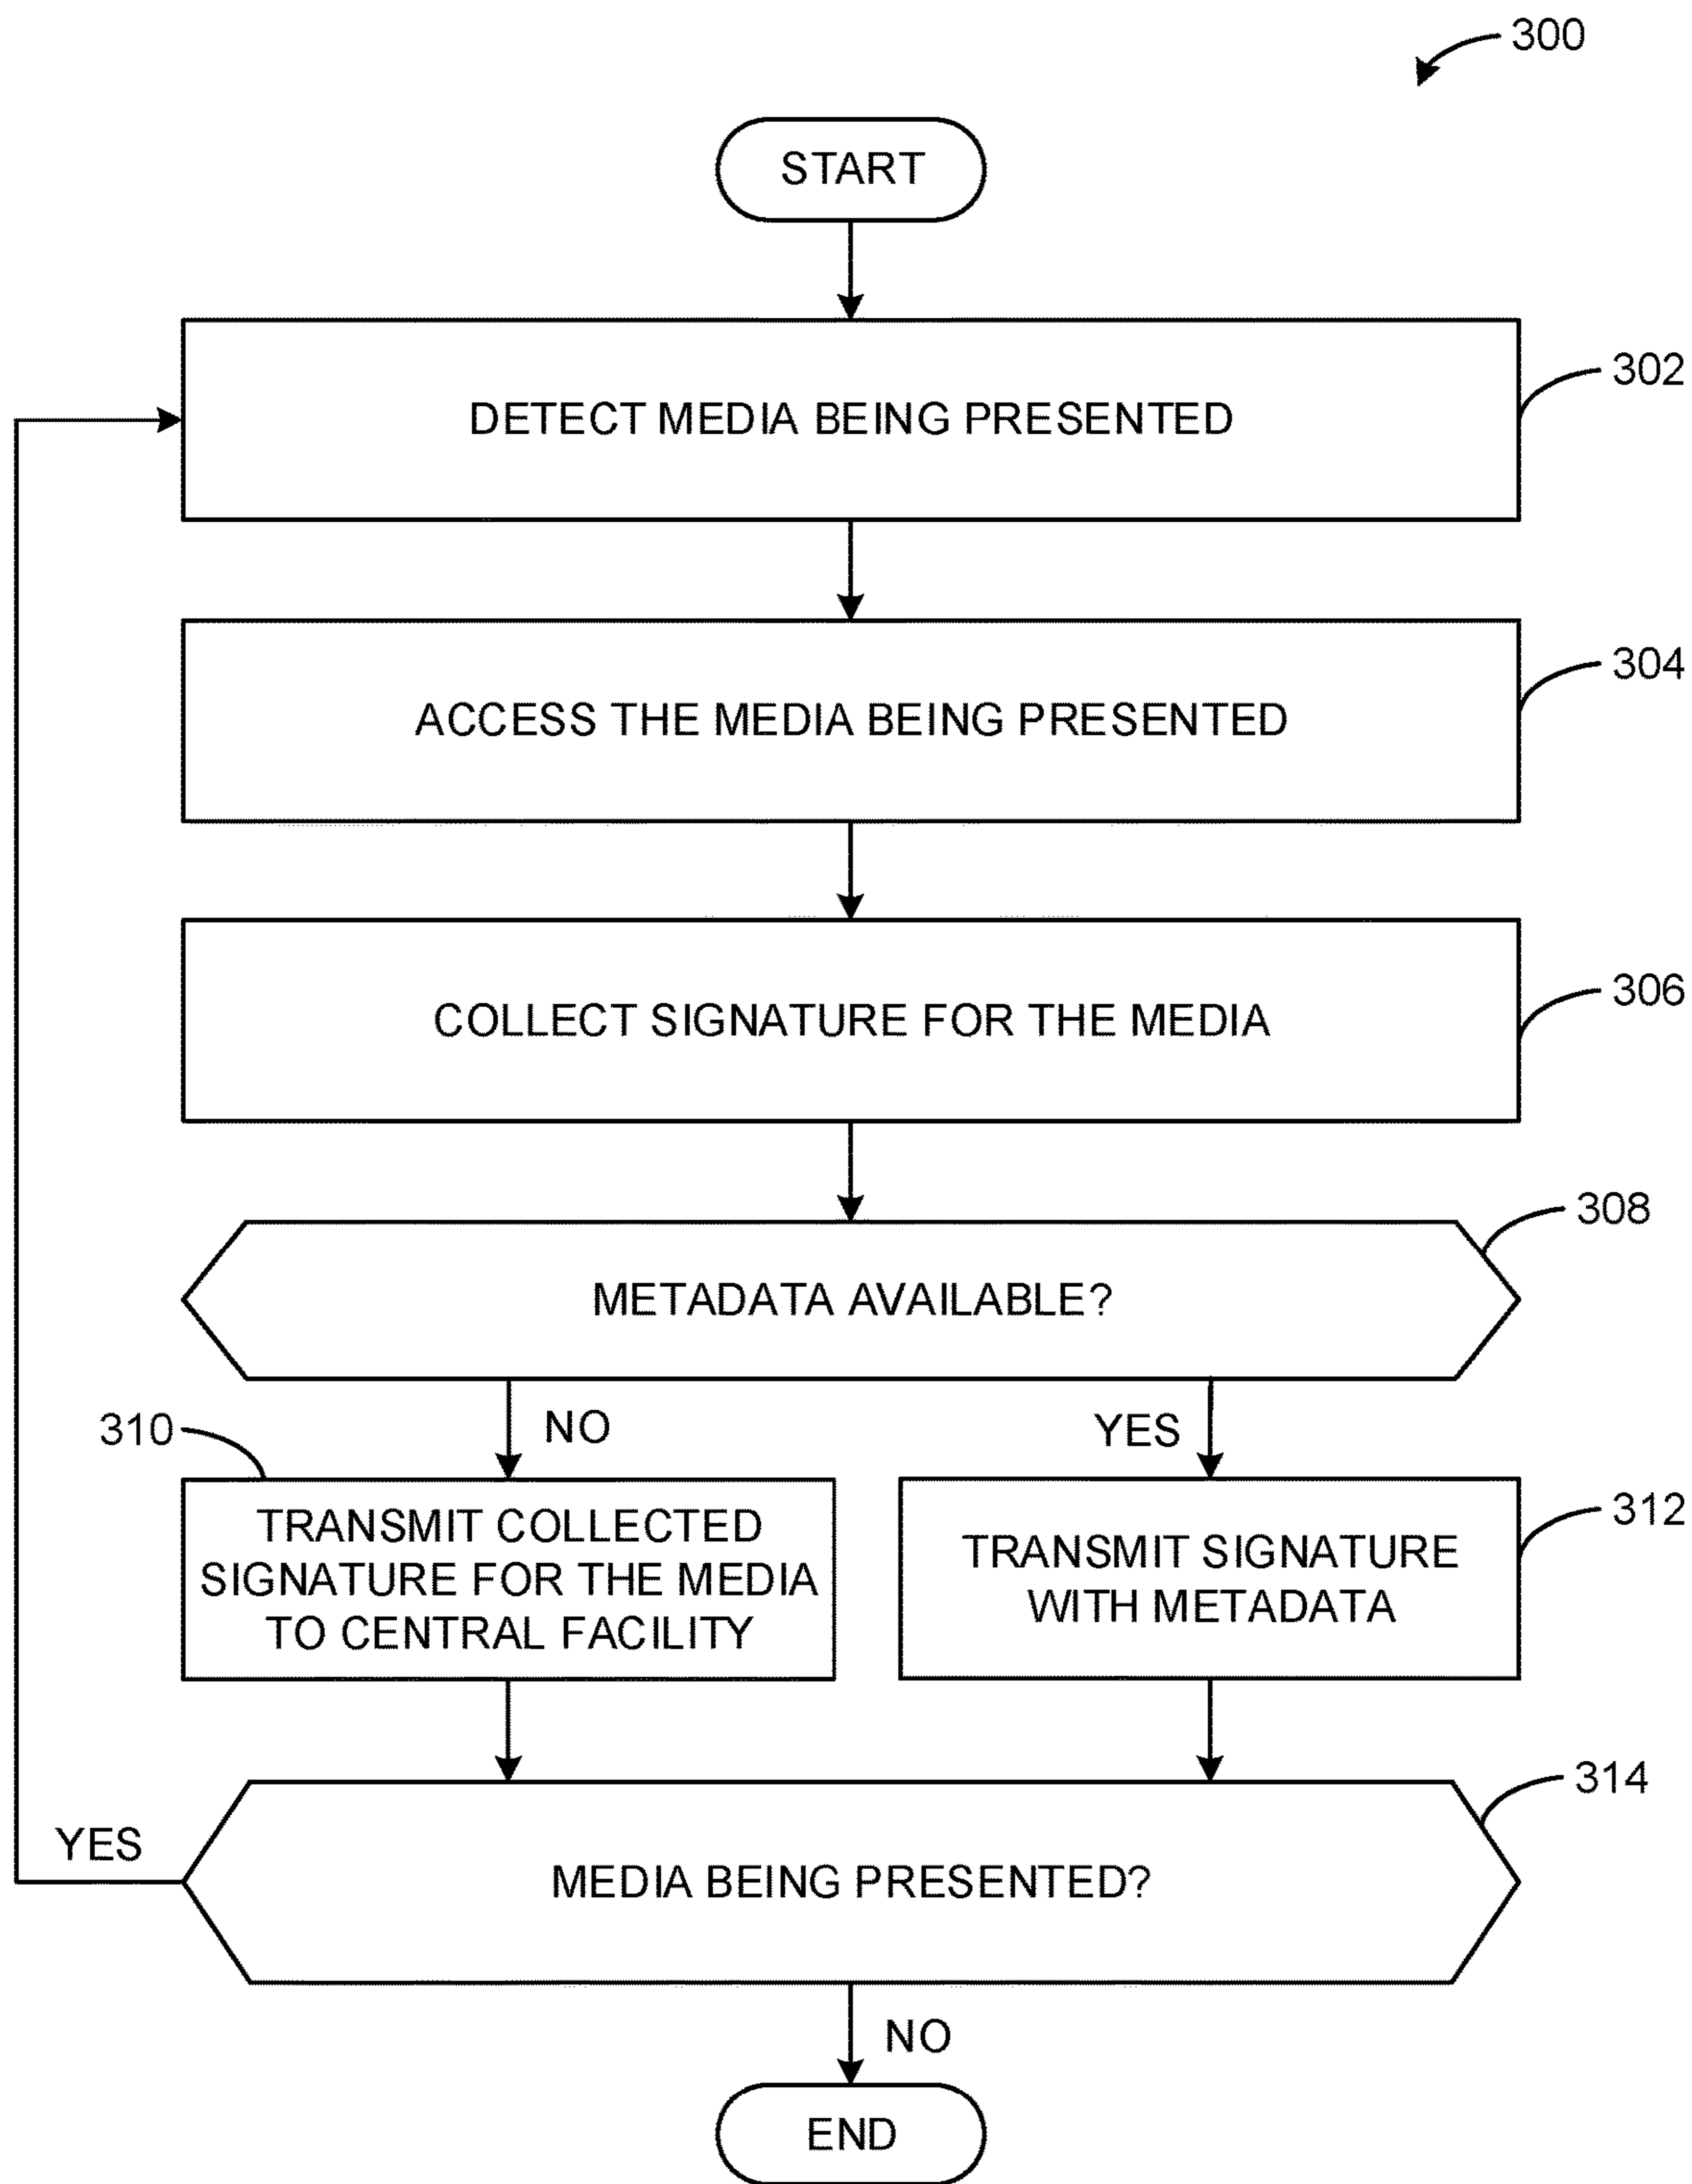 300
START
302
DETECT MEDIA BEING PRESENTED
304
ACCESS THE MEDIA BEING PRESENTED
306
COLLECT SIGNATURE FOR THE MEDIA
308
METADATA AVAILABLE?
310
NO
YES
TRANSMIT COLLECTED
SIGNATURE FOR THE MEDIA
TO CENTRAL FACILITY
312
TRANSMIT SIGNATURE
WITH METADATA
314
YES
MEDIA BEING PRESENTED?
NO
END